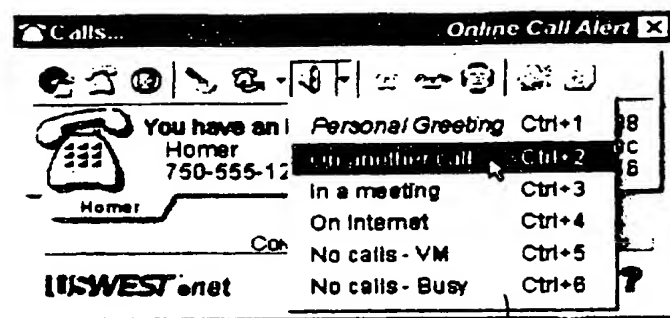 Calls... Online Call Alert
You have an I
Homer
750-555-12
Homer
Personal Greeting Ctrl+1
On another call Ctrl+2
In a meeting Ctrl+3
On Internet Ctrl+4
No calls - VM Ctrl+5
No calls - Busy Ctrl+6
Con
USWEST.net
?